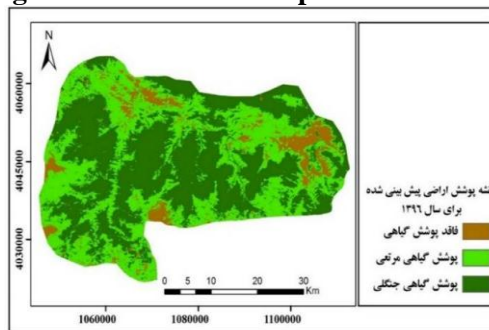 N
4060000
4045000
4030000
1060000
1080000
1100000
0 5 10 20 30
Km
شه پوشش اراضی پیش بینی شده
برای سال ۱۳۹٦
فاقد پوشش گیاهی
پوشش گیاهی مرتعی
پوشش گیاهی جنگلی